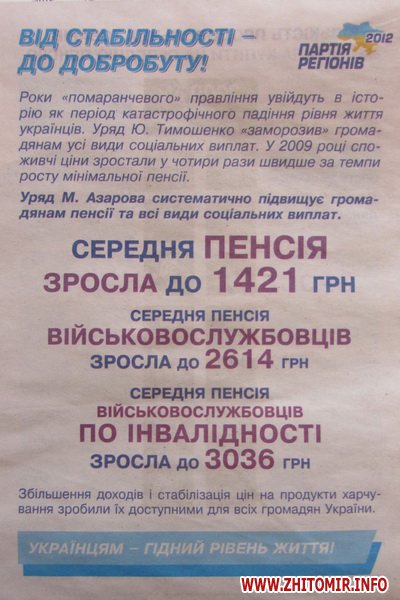 ВІД СТАБІЛЬНОСТІ –
ДО ДОБРОБУТУ!
2012
ПАРТІЯ
РЕГІОНІВ
Роки «помаранчевого» правління увійдуть в істо-
рію як період катастрофічного падіння рівня життя
українців. Уряд Ю. Тимошенко «заморозив» грома-
дянам усі види соціальних виплат. У 2009 році спо-
живчі ціни зростали у чотири рази швидше за темпи
росту мінімальної пенсії.
Уряд М. Азарова систематично підвищує грома-
дянам пенсії та всі види соціальних виплат.
СЕРЕДНЯ ПЕНСІЯ
ЗРОСЛА ДО 1421 ГРН
СЕРЕДНЯ ПЕНСІЯ
ВІЙСЬКОВОСЛУЖБОВЦІВ
ЗРОСЛА ДО 2614 ГРН
СЕРЕДНЯ ПЕНСІЯ
ВІЙСЬКОВОСЛУЖБОВЦІВ
ПО ІНВАЛІДНОСТІ
ЗРОСЛА ДО 3036 ГРН
Збільшення доходів і стабілізація цін на продукти харчу-
вання зробили їх доступними для всіх громадян України.
УКРАЇНЦЯМ – ГІДНИЙ РІВЕНЬ ЖИТТЯ!
WWW.ZHITOMIR.INFO